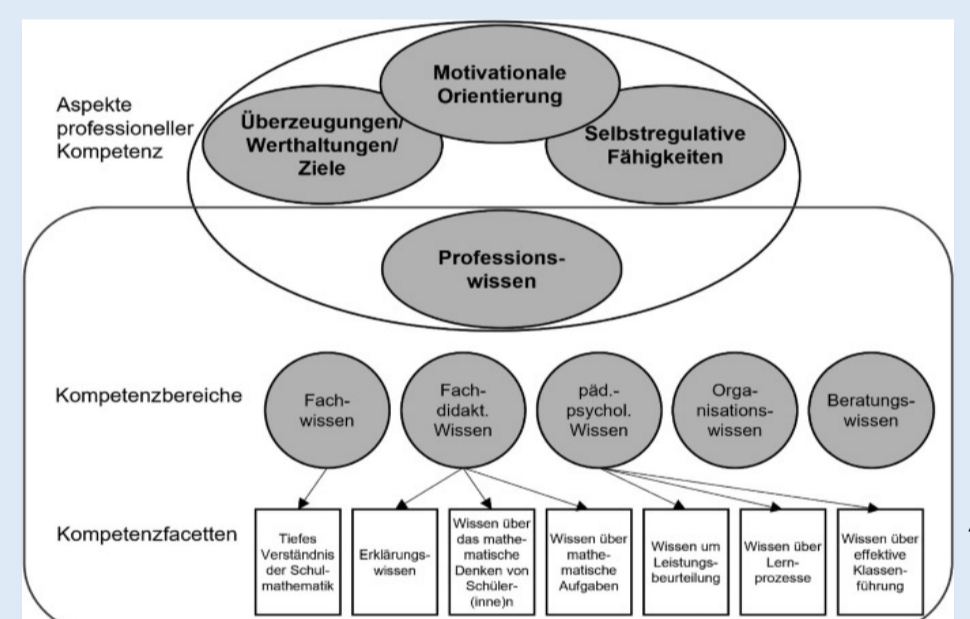 Aspekte
professioneller
Kompetenz
Motivationale
Orientierung
Überzeugungen/
Werthaltungen/
Ziele
Selbstregulative
Fähigkeiten
Professions-
wissen
Kompetenzbereiche
Fach-
wissen
Fach-
didakt.
Wissen
päd.-
psychol.
Wissen
Orga-
nisations-
wissen
Beratungs-
wissen
Kompetenzfacetten
Tiefes
Verständnis
der Schul-
mathematik
Erklärungs-
wissen
Wissen über
das mathe-
matische
Denken von
Schüler-
(inne)n
Wissen über
mathe-
matische
Aufgaben
Wissen um
Leistungs-
beurteilung
Wissen über
Lern-
prozesse
Wissen über
effektive
Klassen-
führung